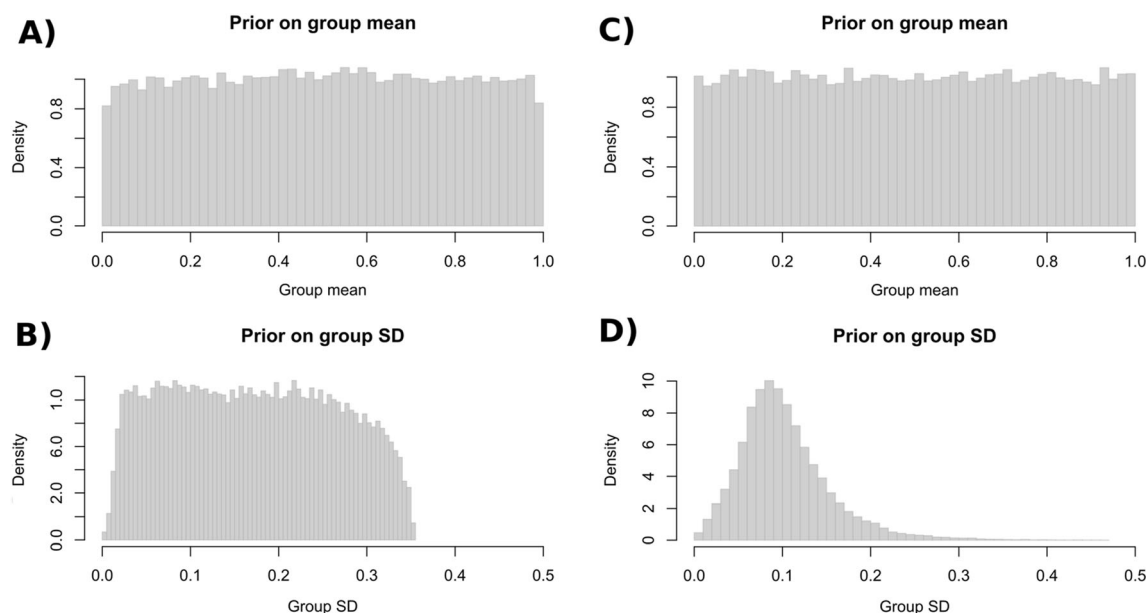 A)
Prior on group mean
Density
0.0 0.4 0.8
0.0 0.2 0.4 0.6 0.8 1.0
Group mean
C)
Prior on group mean
Density
0.0 0.4 0.8
0.0 0.2 0.4 0.6 0.8 1.0
Group mean
B)
Prior on group SD
Density
0.0 2.0 6.0 1.0
0.0 0.1 0.2 0.3 0.4 0.5
Group SD
D)
Prior on group SD
Density
0 2 4 6 8 10
0.0 0.1 0.2 0.3 0.4 0.5
Group SD